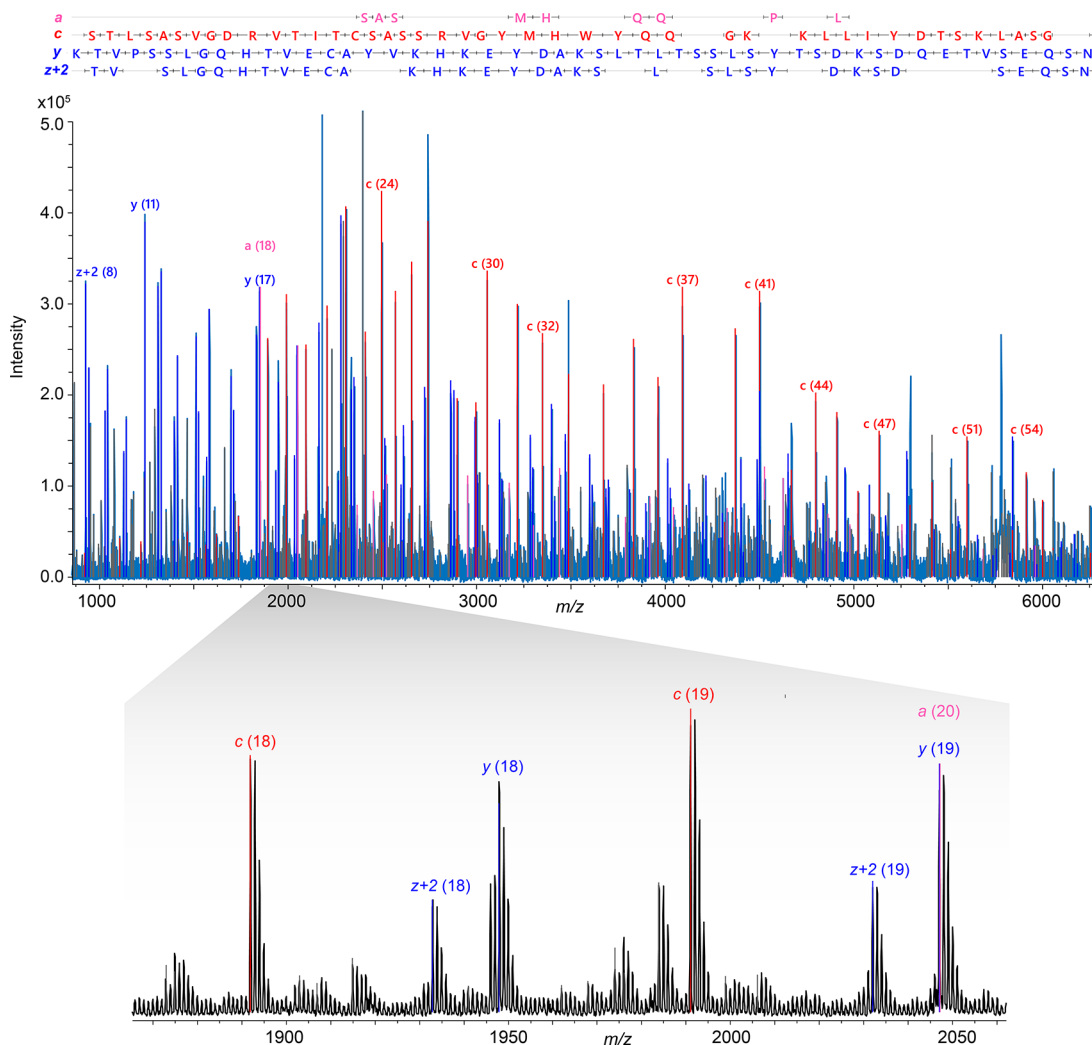 a S A S M H Q Q P L
c S T L S A S V G D R V T I T C S A S S R V G Y M H W Y Q Q G K K L L I Y D T S K L A S G
y K T V P S S L G Q H T V E C A Y V K H K E Y D A K S L T L T S S L S Y T S D K S D Q E T V S E Q S N
z+2 T V S L G Q H T V E C A K H K E Y D A K S L S L S Y D K S D S E Q S N
x10⁵
5.0
c (24)
y (11)
4.0
a (18)
c (30)
z+2 (8)
y (17)
c (37)
c (41)
3.0
c (32)
Intensity
2.0
c (44)
c (47)
c (51)
c (54)
1.0
0.0
1000 2000 3000 4000 5000 6000
m/z
c (19)
a (20)
c (18)
y (19)
y (18)
z+2 (19)
z+2 (18)
1900 1950 2000 2050
m/z